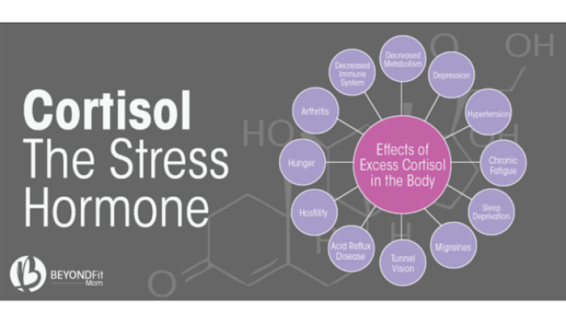 Cortisol
The Stress
Hormone
BEYONDFit
Mom
Effects of
Excess Cortisol
in the Body
Decreased
Metabolism
Depression
Hypertension
Chronic
Fatigue
Sleep
Deprivation
Migraines
Tunnel
Vision
Acid Reflux
Disease
Hostility
Hunger
Arthritis
Decreased
Immune
System
O
OH
HO
OH
H
H
O